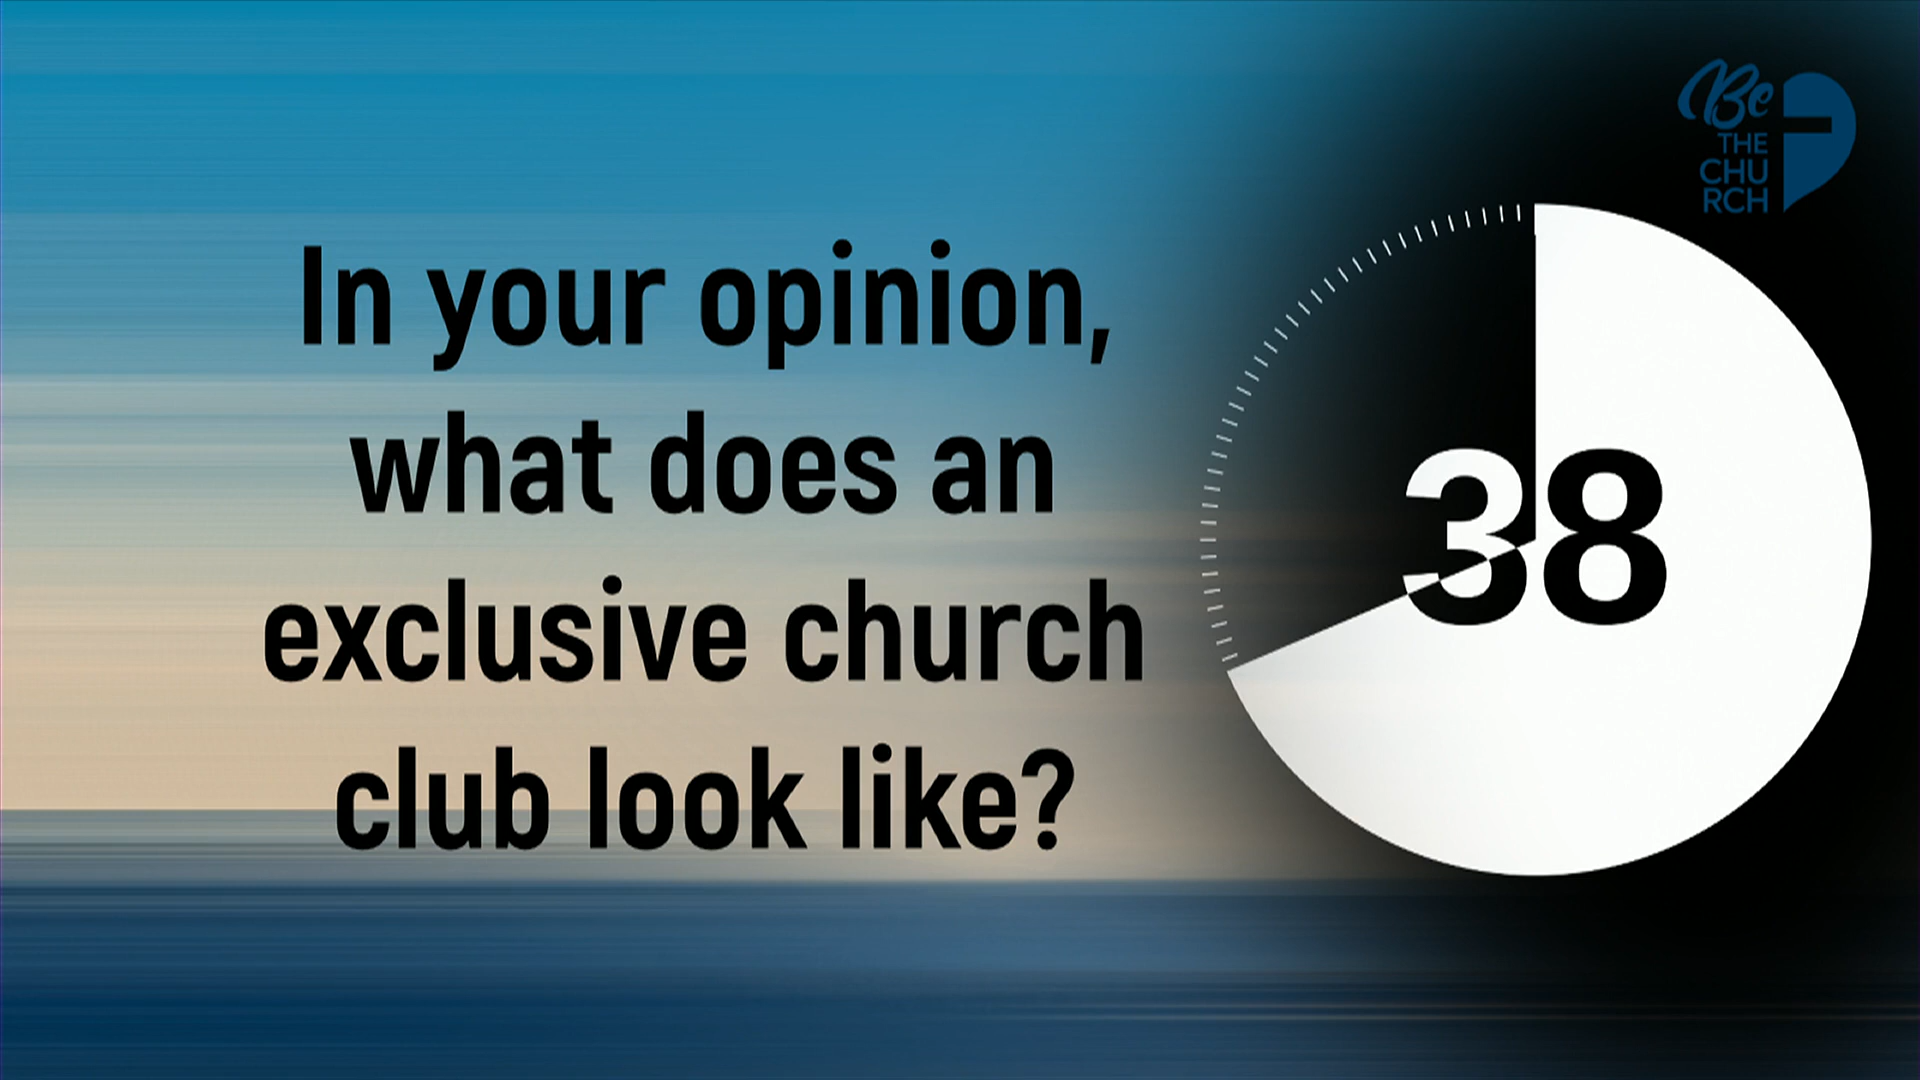 Be
THE
CHU
RCH
In your opinion,
what does an
exclusive church
club look like?
38